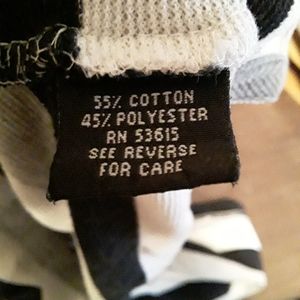 55% COTTON
45% POLYESTER
RN 53615
SEE REVERSE
FOR CARE